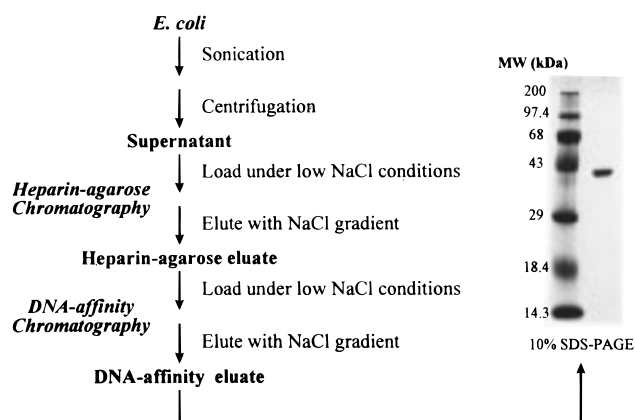 E. coli
Sonication
Centrifugation
Supernatant
Load under low NaCl conditions
Heparin-agarose
Chromatography
Elute with NaCl gradient
Heparin-agarose eluate
Load under low NaCl conditions
DNA-affinity
Chromatography
Elute with NaCl gradient
DNA-affinity eluate
MW (kDa)
200
97.4
68
43
29
18.4
14.3
10% SDS-PAGE